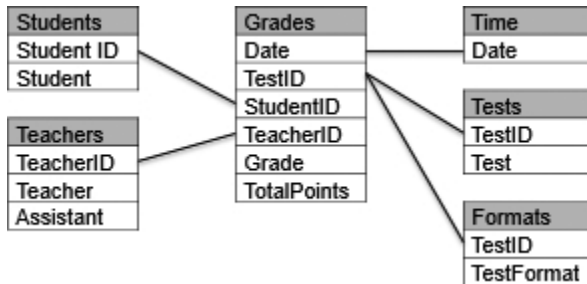 Students
Student ID
Student
Teachers
TeacherID
Teacher
Assistant
Grades
Date
TestID
StudentID
TeacherID
Grade
TotalPoints
Time
Date
Tests
TestID
Test
Formats
TestID
TestFormat